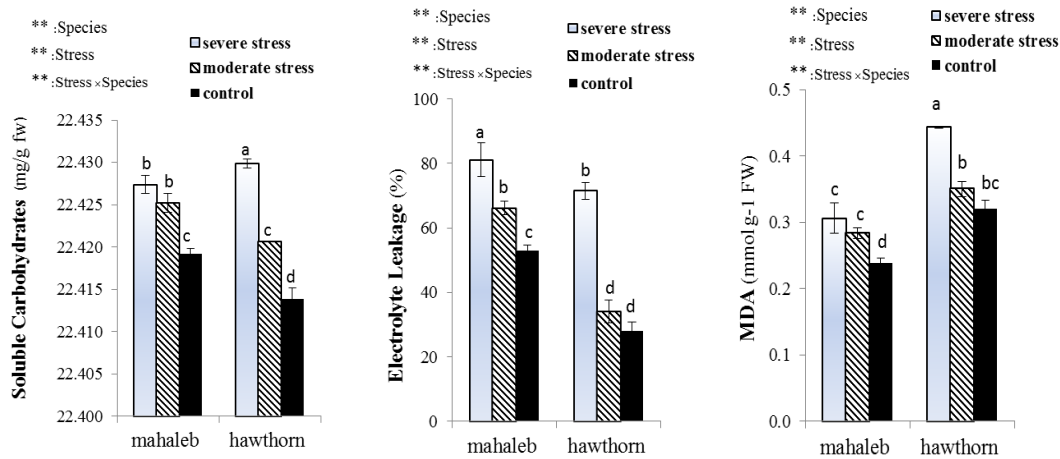 ** :Species
** :Stress
** :Stress×Species
severe stress
moderate stress
control
Soluble Carbohydrates (mg/g fw)
22.435
22.430
22.425
22.420
22.415
22.410
22.405
22.400
b
b
c
a
c
d
mahaleb
hawthorn
** :Species
** :Stress
** :Stress×Species
severe stress
moderate stress
control
Electrolyte Leakage (%)
100
80
60
40
20
0
a
b
c
b
d
d
mahaleb
hawthorn
** :Species
** :Stress
** :Stress×Species
severe stress
moderate stress
control
MDA (mmol g-1 FW)
0.5
0.4
0.3
0.2
0.1
0.0
c
c
d
a
b
bc
mahaleb
hawthorn